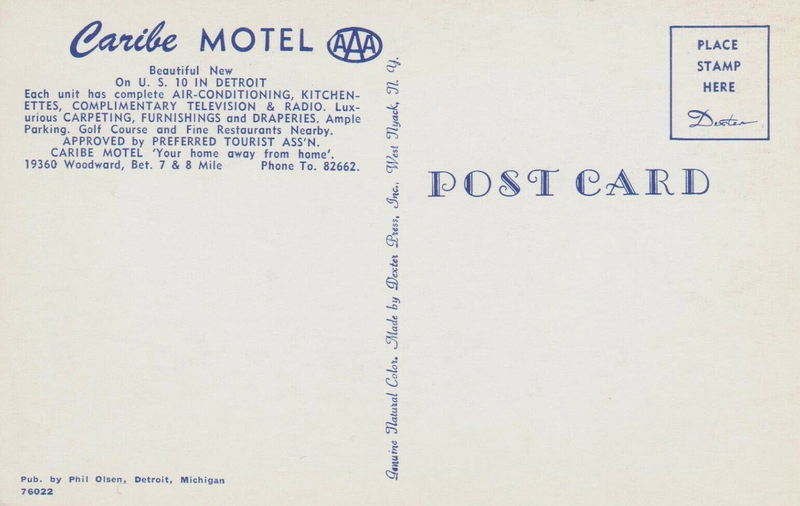 Caribe MOTEL AAA
Beautiful New
On U. S. 10 IN DETROIT
Each unit has complete AIR-CONDITIONING, KITCHEN-
ETTES, COMPLIMENTARY TELEVISION & RADIO. Lux-
urious CARPETING, FURNISHINGS and DRAPERIES. Ample
Parking. Golf Course and Fine Restaurants Nearby.
APPROVED by PREFERRED TOURIST ASS'N.
CARIBE MOTEL 'Your home away from home'.
19360 Woodward, Bet. 7 & 8 Mile Phone To. 82662.
Pub. by Phil Olsen, Detroit, Michigan
76022
Genuine Natural Color. Made by Dexter Press, Inc., West Nyack, N. Y.
PLACE
STAMP
HERE
Dexter
POST CARD